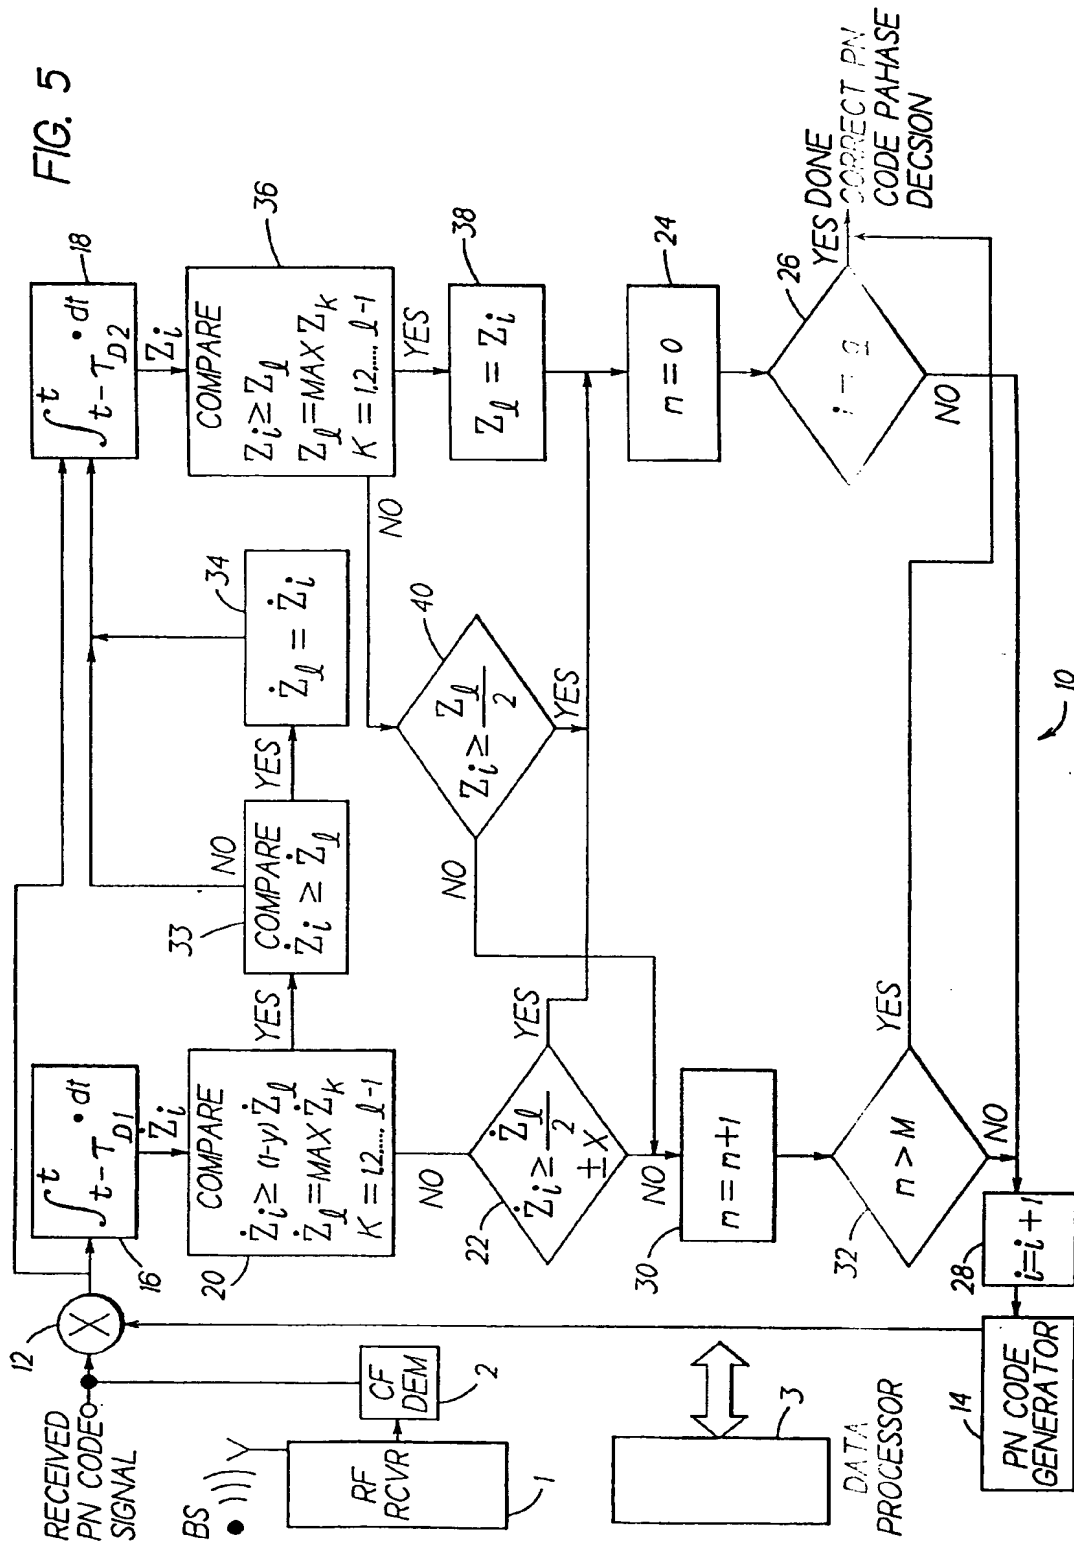 FIG. 5
RECEIVED
PN CODE
SIGNAL
12
X
∫ t t-T_D1 • dt
16
Żi
∫ t t-T_D2 • dt
18
Zi
BS
RF
RCVR
1
CF
DEM
2
3
DATA
PROCESSOR
COMPARE
Żi ≥ (1-y) Żℓ
Żℓ = MAX ŻK
K = 1,2,..., ℓ-1
20
YES
NO
COMPARE
Żi ≥ Żℓ
33
NO
YES
Żℓ = Żi
34
COMPARE
Zi ≥ Zℓ
Zℓ = MAX ZK
K = 1,2,..., ℓ-1
36
NO
YES
Zℓ = Zi
38
Zi ≥ Zℓ/2
40
NO
YES
Żi ≥ Żℓ/2
± X
22
YES
NO
n = 0
24
i = q
26
YES
NO
DONE
CORRECT PN
CODE PAHASE
DECSION
n = n+1
30
n > M
32
YES
NO
i=i+1
28
PN CODE
GENERATOR
14
10